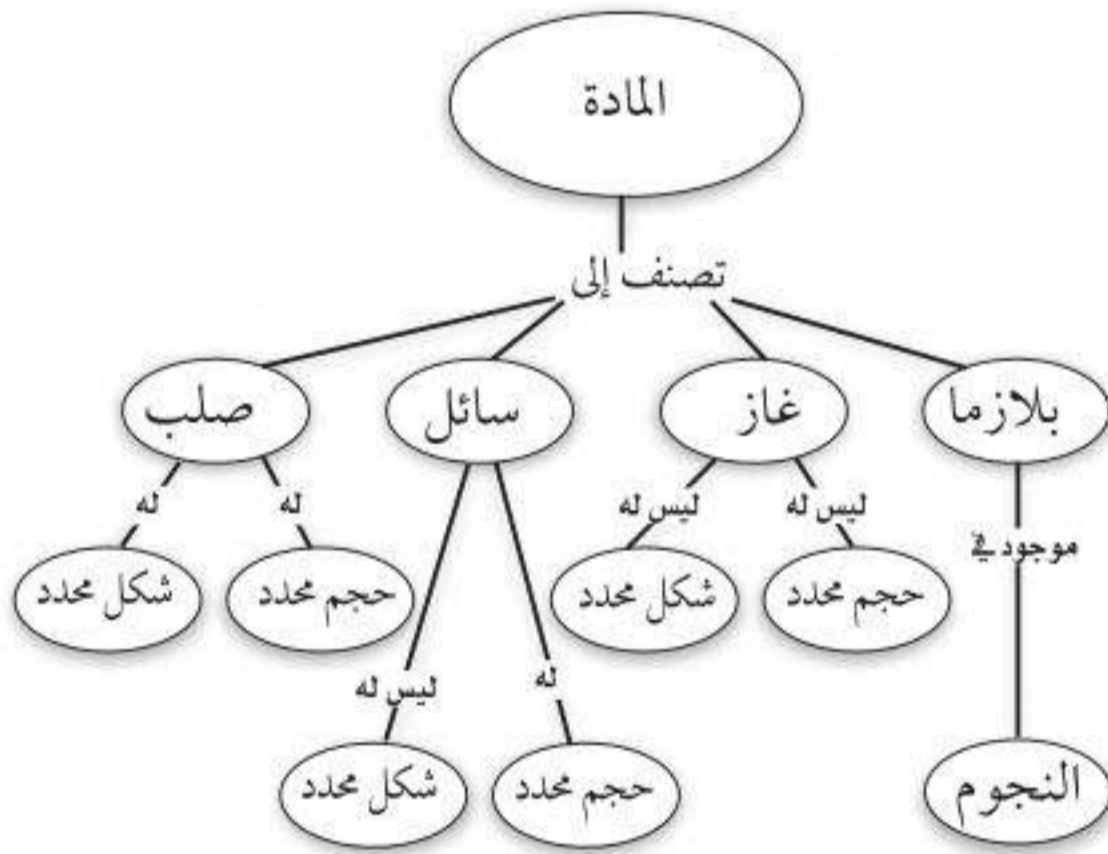 المادة
تصنف إلى
بلازما
غاز
سائل
صلب
ليس له
ليس له
له
له
موجود في
حجم محدد
شكل محدد
حجم محدد
شكل محدد
له
ليس له
النجوم
حجم محدد
شكل محدد